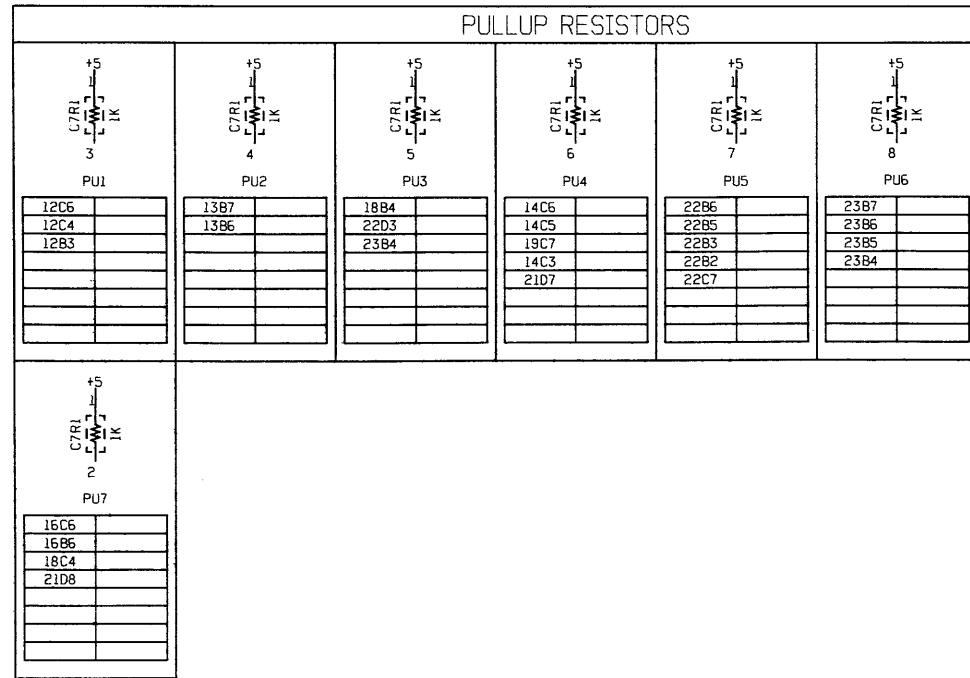 PULLUP RESISTORS
+5 +5 +5 +5 +5 +5
1 1 1 1 1 1
C7R1 1K C7R1 1K C7R1 1K C7R1 1K C7R1 1K C7R1 1K
3 4 5 6 7 8
PU1 PU2 PU3 PU4 PU5 PU6
12C6 13B7 18B4 14C6 22B6 23B7
12C4 13B6 22D3 14C5 22B5 23B6
12B3 23B4 19C7 22B3 23B5
14C3 22B2 23B4
21D7 22C7
+5
1
C7R1 1K
2
PU7
16C6
16B6
18C4
21D8